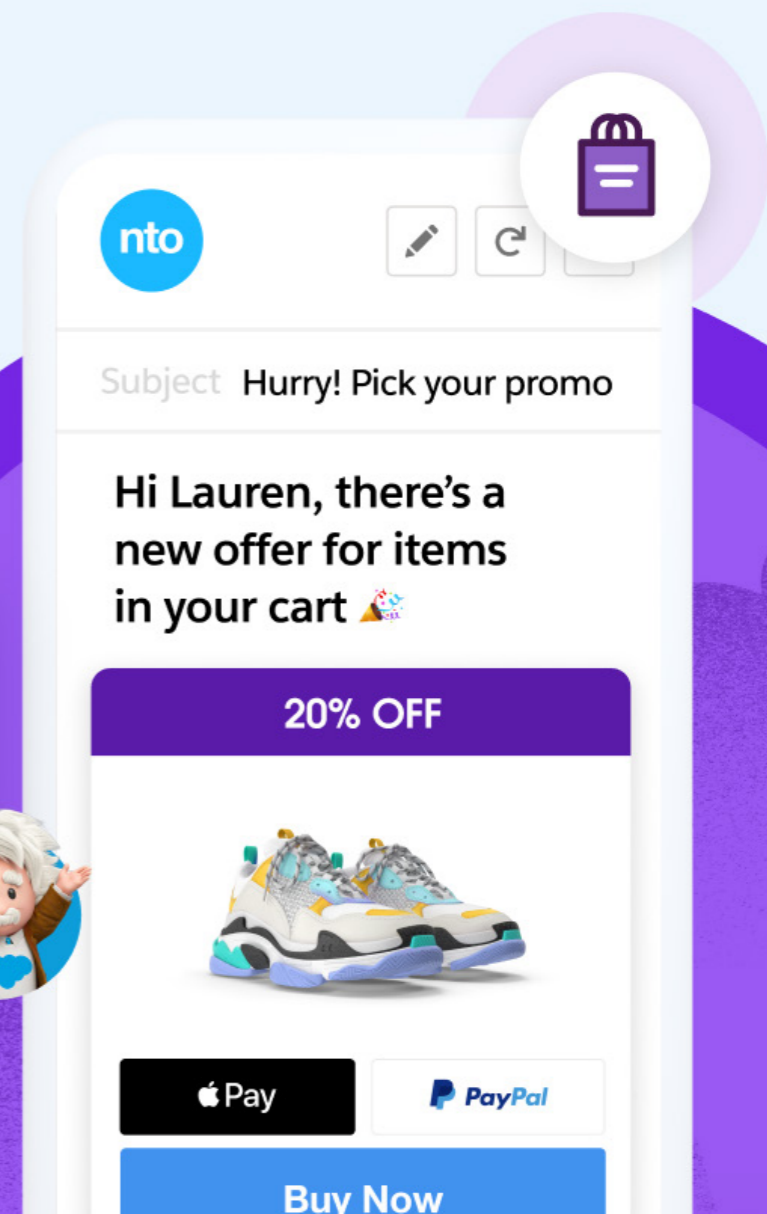 nto
Subject Hurry! Pick your promo
Hi Lauren, there’s a
new offer for items
in your cart 🎉
20% OFF
Pay
PayPal
Buy Now